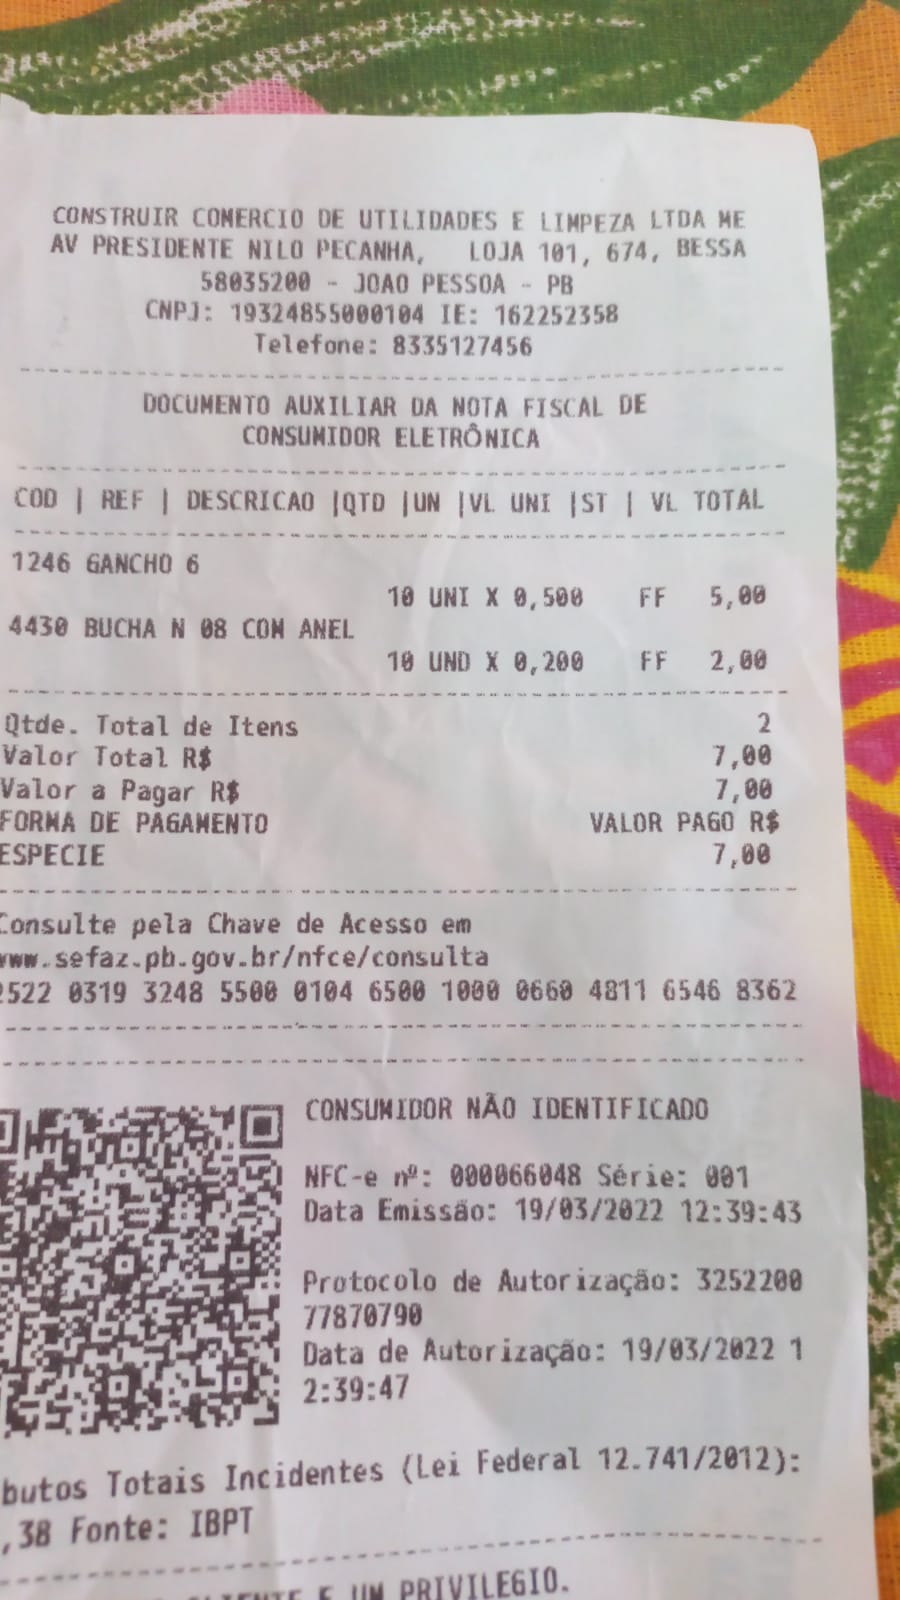 CONSTRUIR COMERCIO DE UTILIDADES E LIMPEZA LTDA ME
AV PRESIDENTE NILO PECANHA, LOJA 101, 674, BESSA
58035200 - JOAO PESSOA - PB
CNPJ: 19324855000104 IE: 162252358
Telefone: 8335127456
DOCUMENTO AUXILIAR DA NOTA FISCAL DE
CONSUMIDOR ELETRÔNICA
COD | REF | DESCRICAO |QTD |UN |VL UNI |ST | VL TOTAL
1246 GANCHO 6
10 UNI X 0,500 FF 5,00
4430 BUCHA N 08 COM ANEL
10 UND X 0,200 FF 2,00
Qtde. Total de Itens 2
Valor Total R$ 7,00
Valor a Pagar R$ 7,00
FORMA DE PAGAMENTO VALOR PAGO R$
ESPECIE 7,00
Consulte pela Chave de Acesso em
www.sefaz.pb.gov.br/nfce/consulta
2522 0319 3248 5500 0104 6500 1000 0660 4811 6546 8362
CONSUMIDOR NÃO IDENTIFICADO
NFC-e nº: 000066048 Série: 001
Data Emissão: 19/03/2022 12:39:43
Protocolo de Autorização: 3252200
77870790
Data de Autorização: 19/03/2022 1
2:39:47
butos Totais Incidentes (Lei Federal 12.741/2012):
,38 Fonte: IBPT
CLIENTE E UM PRIVILEGIO.